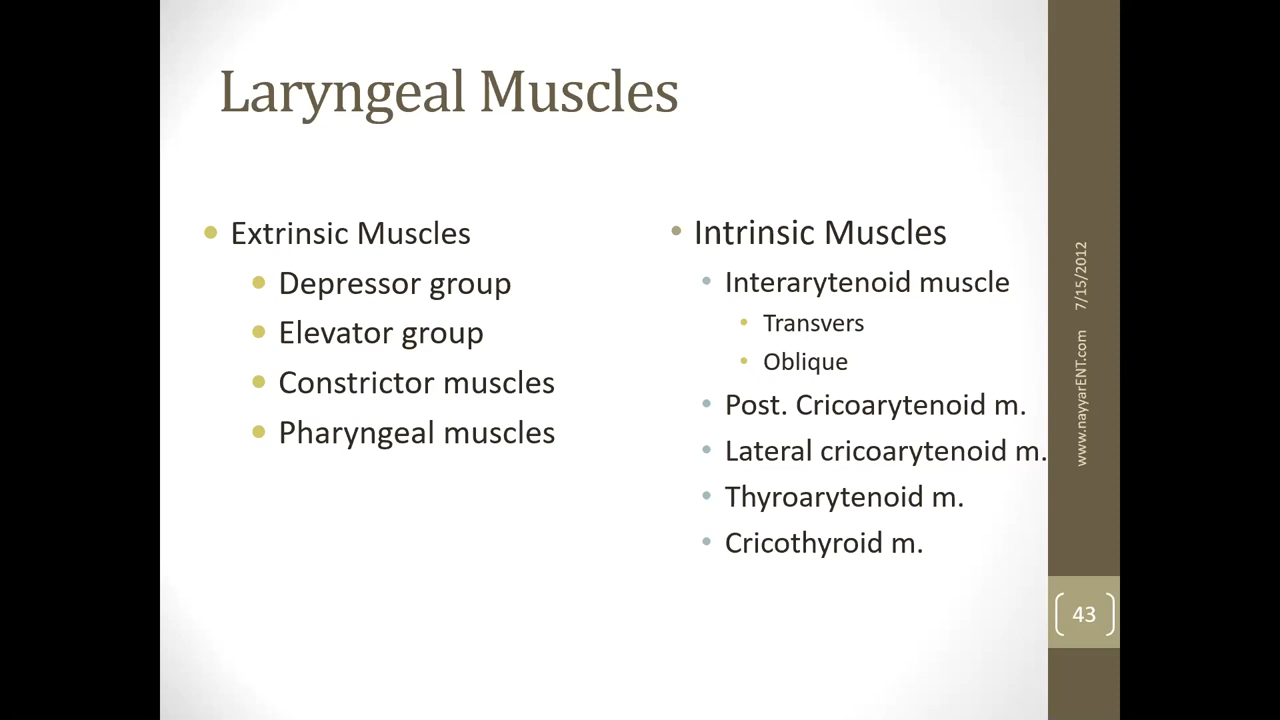 Laryngeal Muscles
Extrinsic Muscles
Depressor group
Elevator group
Constrictor muscles
Pharyngeal muscles
Intrinsic Muscles
Interarytenoid muscle
Transvers
Oblique
Post. Cricoarytenoid m.
Lateral cricoarytenoid m.
Thyroarytenoid m.
Cricothyroid m.
www.nayyarENT.com 7/15/2012
43